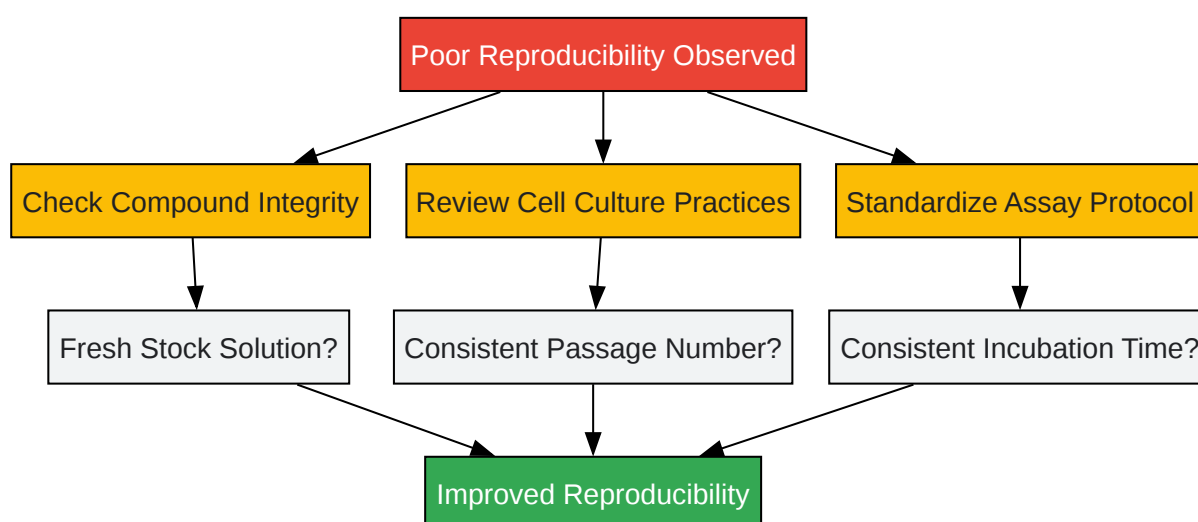 Poor Reproducibility Observed
Check Compound Integrity
Review Cell Culture Practices
Standardize Assay Protocol
Fresh Stock Solution?
Consistent Passage Number?
Consistent Incubation Time?
Improved Reproducibility